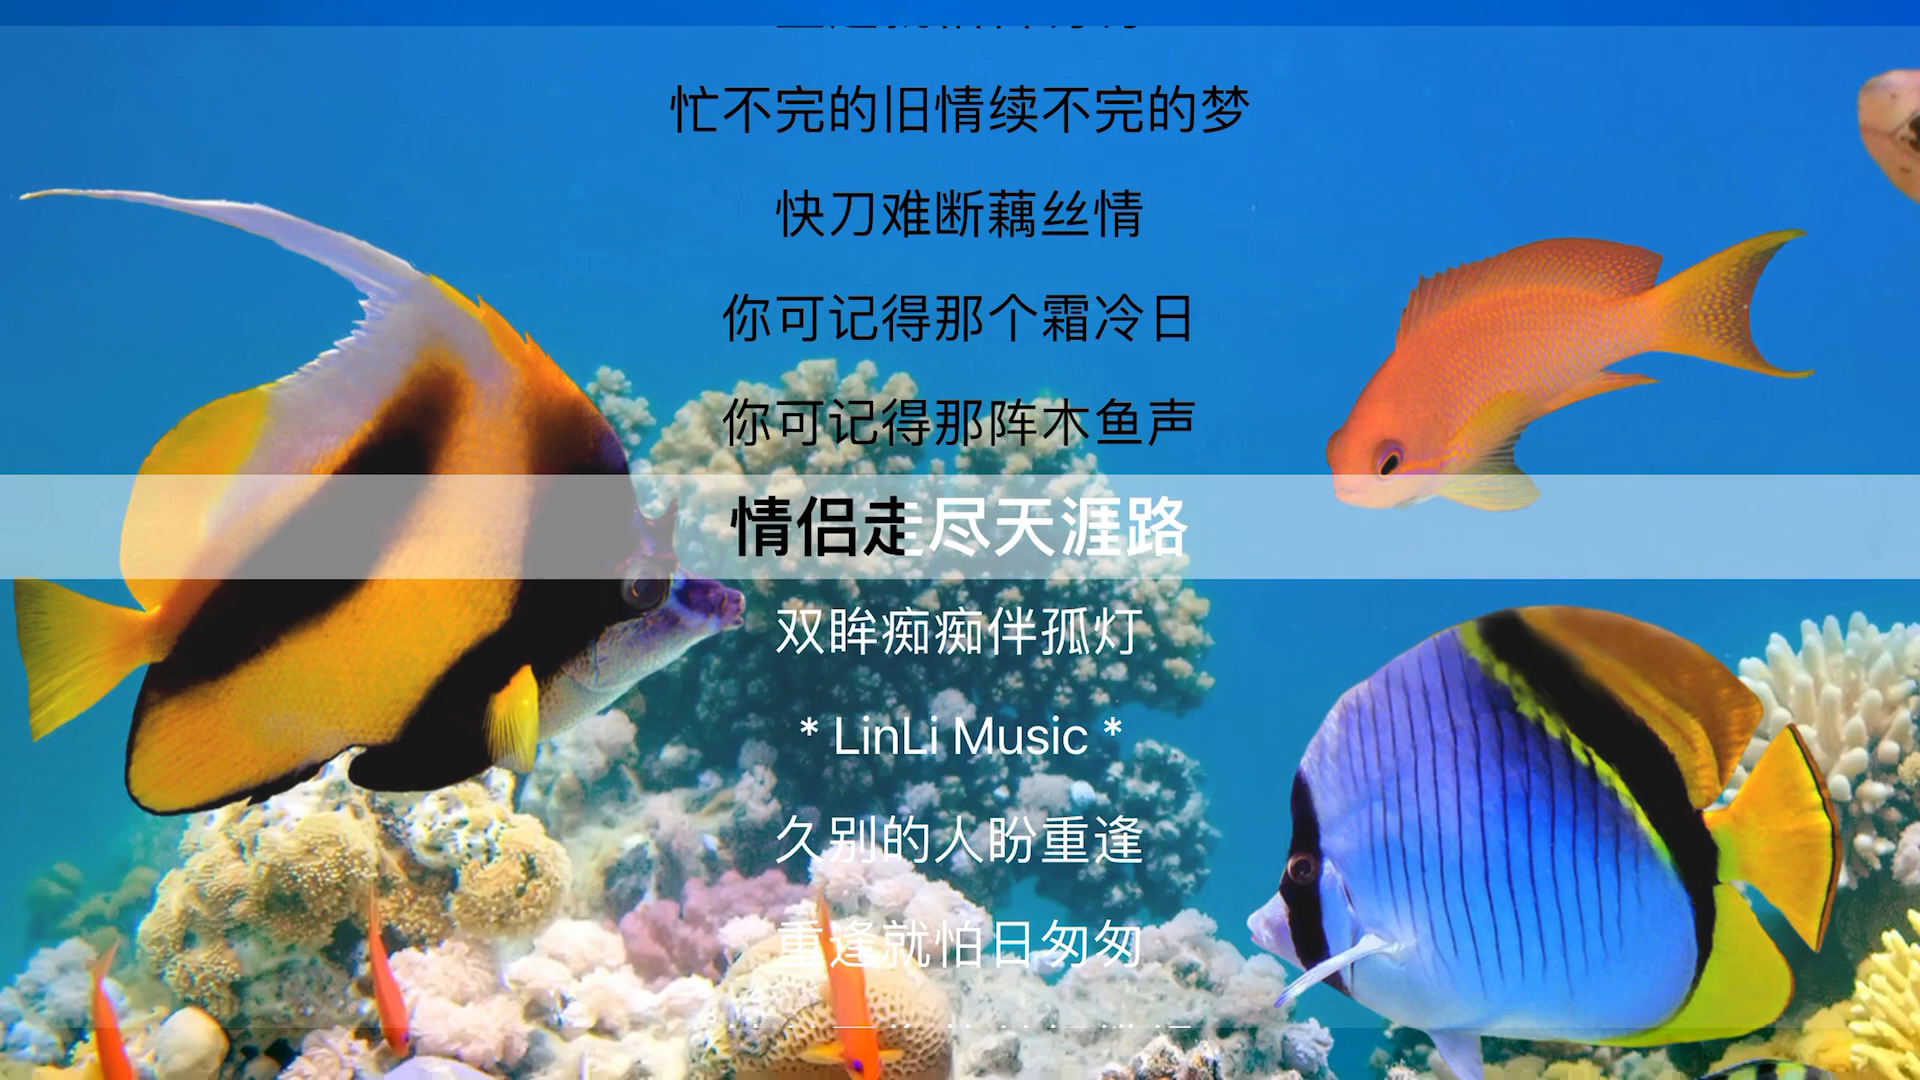 忙不完的旧情续不完的梦
快刀难断藕丝情
你可记得那个霜冷日
你可记得那阵木鱼声
情侣走尽天涯路
双眸痴痴伴孤灯
* LinLi Music *
久别的人盼重逢
重逢就怕日匆匆